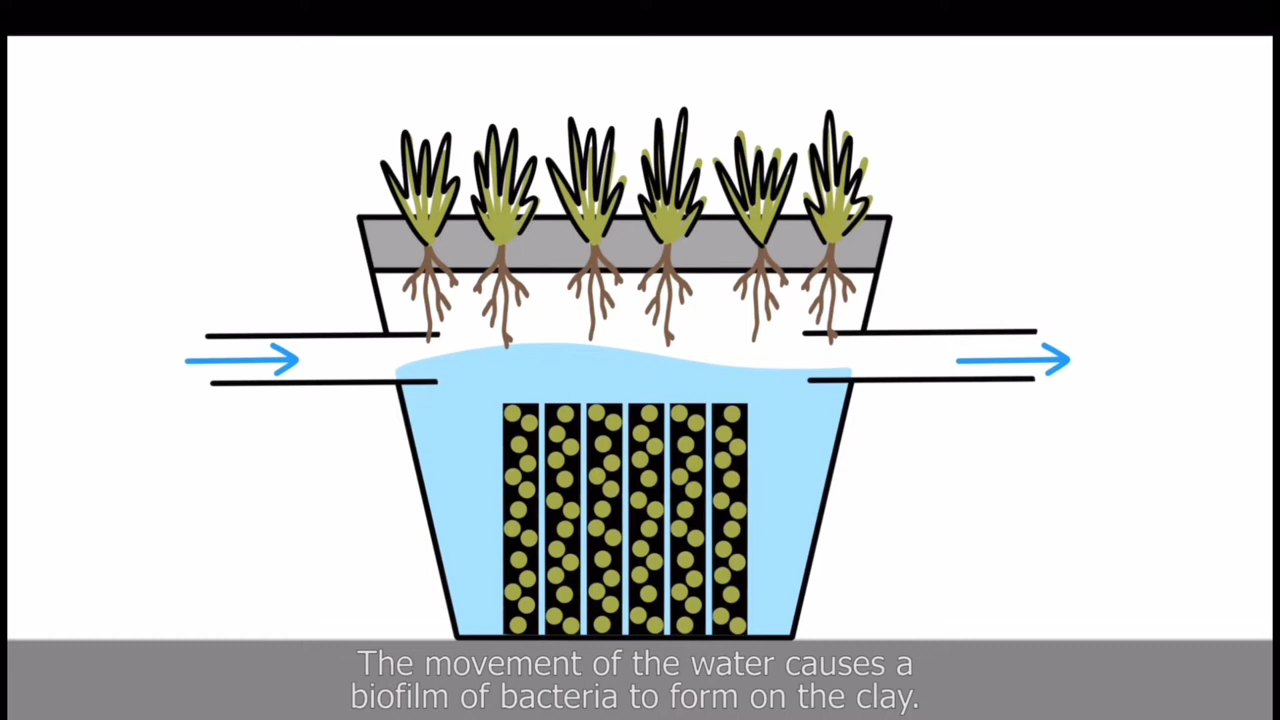 The movement of the water causes a
biofilm of bacteria to form on the clay.